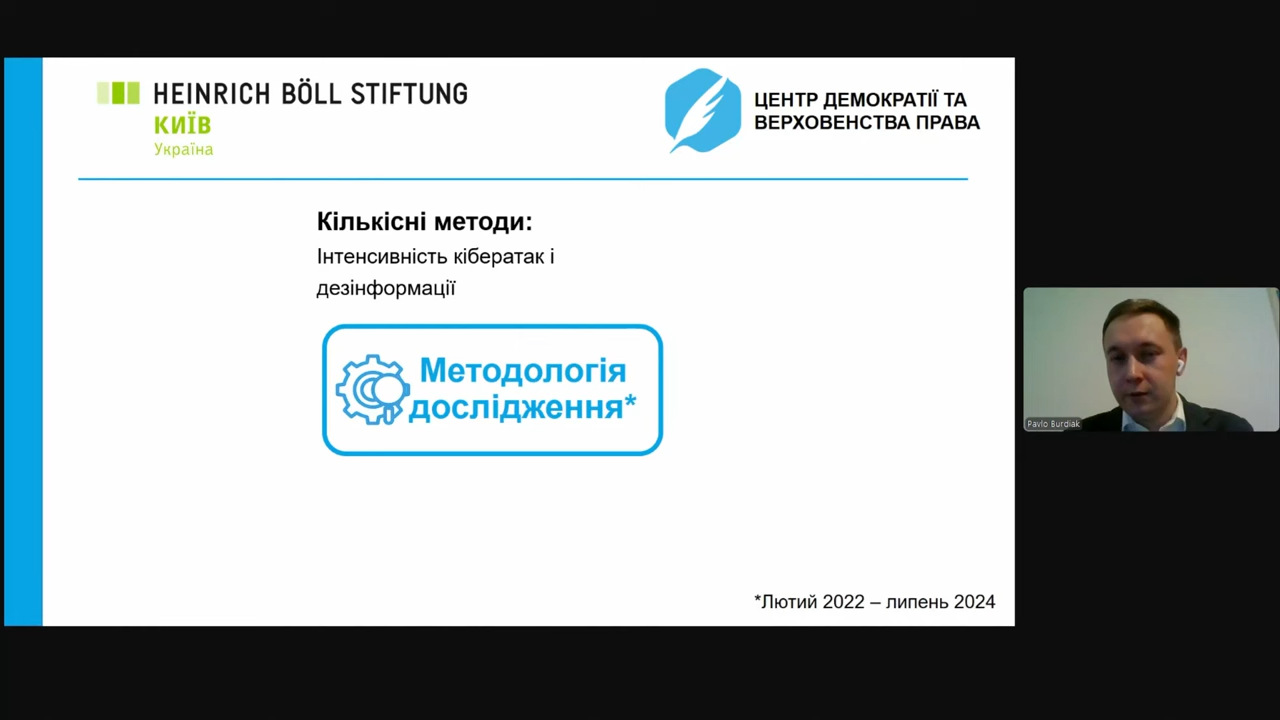 HEINRICH BÖLL STIFTUNG
КИЇВ
Україна
ЦЕНТР ДЕМОКРАТІЇ ТА
ВЕРХОВЕНСТВА ПРАВА
Кількісні методи:
Інтенсивність кібератак і
дезінформації
Методологія
дослідження*
*Лютий 2022 – липень 2024
Pavlo Burdiak